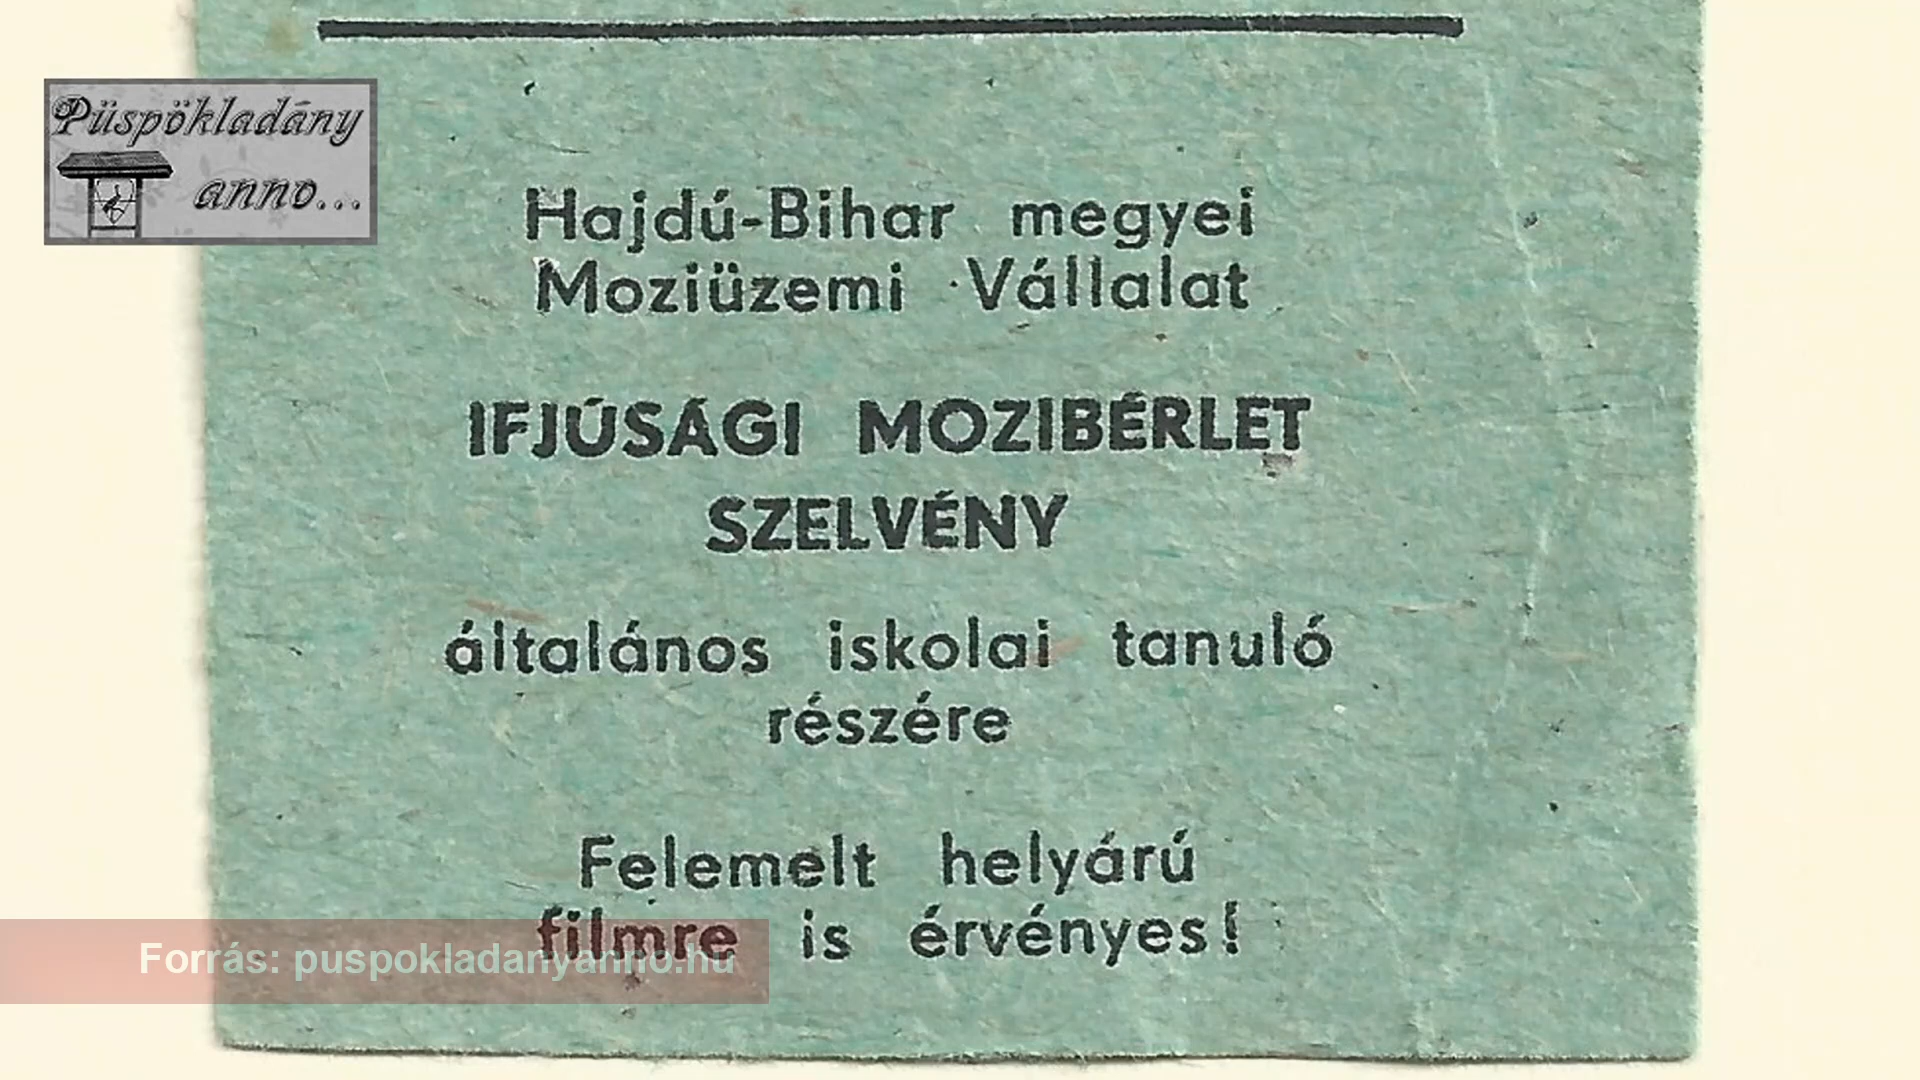 Püspökladány
anno...
Hajdú-Bihar megyei
Moziüzemi Vállalat
IFJÚSÁGI MOZIBÉRLET
SZELVÉNY
általános iskolai tanuló
részére
Felemelt helyárú
filmre is érvényes!
Forrás: puspokladanyanno.hu